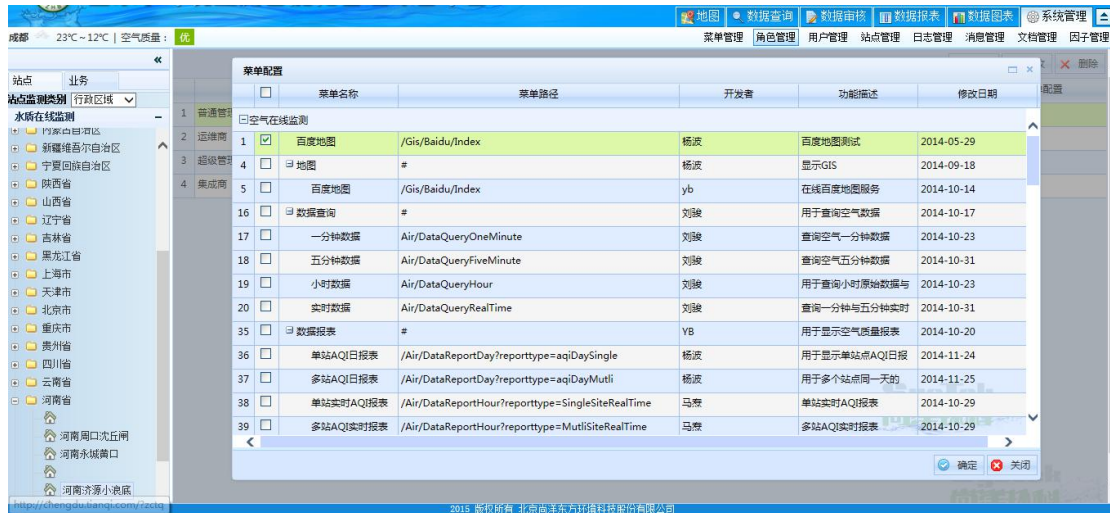 地图 数据查询 数据审核 数据报表 数据图表 系统管理
成都 23℃~12℃ | 空气质量： 优
菜单管理 角色管理 用户管理 站点管理 日志管理 消息管理 文档管理 因子管理
站点 业务
站点监测类别 行政区域
水质在线监测
内蒙古自治区
新疆维吾尔自治区
宁夏回族自治区
陕西省
山西省
辽宁省
吉林省
黑龙江省
上海市
天津市
北京市
重庆市
贵州省
四川省
云南省
河南省
河南周口沈丘闸
河南永城黄口
河南济源小浪底
http://chengdu.tianqi.com/?zctq
删除
配置
1 普通管理
2 运维商
3 超级管理
4 集成商
菜单配置
菜单名称 菜单路径 开发者 功能描述 修改日期
空气在线监测
1 百度地图 /Gis/Baidu/Index 杨波 百度地图测试 2014-05-29
4 地图 # 杨波 显示GIS 2014-09-18
5 百度地图 /Gis/Baidu/Index yb 在线百度地图服务 2014-10-14
16 数据查询 # 刘骏 用于查询空气数据 2014-10-17
17 一分钟数据 Air/DataQueryOneMinute 刘骏 查询空气一分钟数据 2014-10-23
18 五分钟数据 Air/DataQueryFiveMinute 刘骏 查询空气五分钟数据 2014-10-31
19 小时数据 Air/DataQueryHour 刘骏 用于查询小时原始数据与 2014-10-23
20 实时数据 Air/DataQueryRealTime 刘骏 查询一分钟与五分钟实时 2014-10-31
35 数据报表 # YB 用于显示空气质量报表 2014-10-20
36 单站AQI日报表 /Air/DataReportDay?reporttype=aqiDaySingle 杨波 用于显示单站点AQI日报 2014-11-24
37 多站AQI日报表 /Air/DataReportDay?reporttype=aqiDayMutli 杨波 用于多个站点同一天的 2014-11-25
38 单站实时AQI报表 /Air/DataReportHour?reporttype=SingleSiteRealTime 马焘 单站实时AQI报表 2014-10-29
39 多站AQI实时报表 /Air/DataReportHour?reporttype=MutliSiteRealTime 马焘 多站AQI实时报表 2014-10-29
确定 关闭
2015 版权所有 北京尚洋东方环境科技股份有限公司